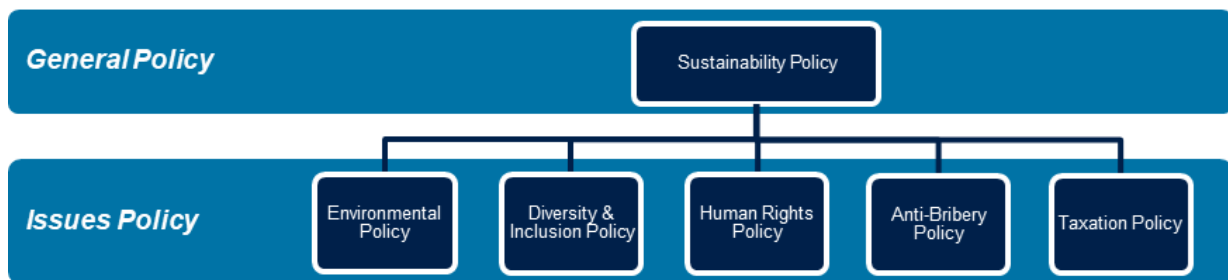 General Policy
Sustainability Policy
Issues Policy
Environmental
Policy
Diversity &
Inclusion Policy
Human Rights
Policy
Anti-Bribery
Policy
Taxation Policy